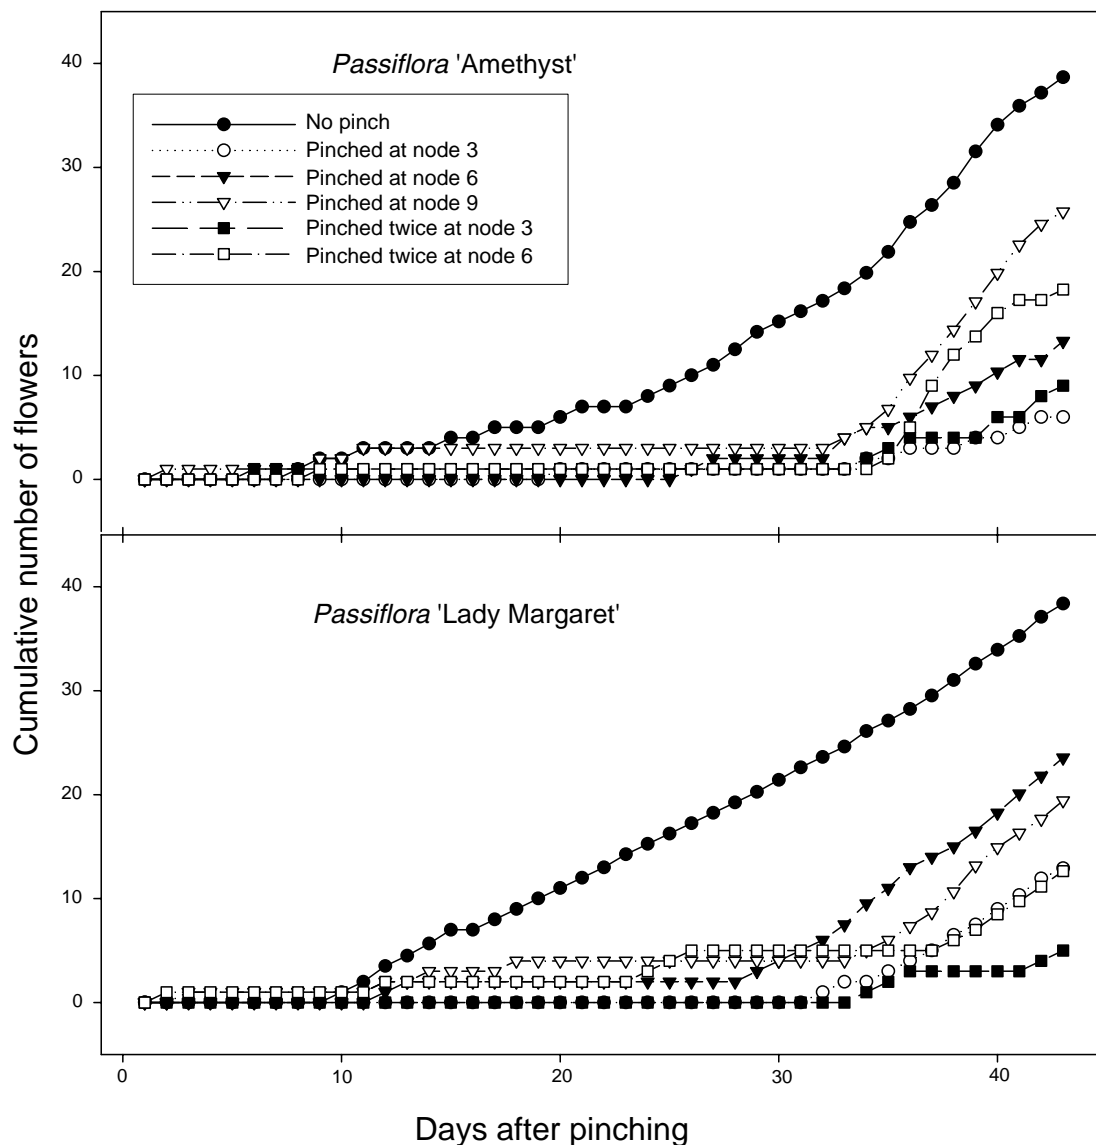 Passiflora 'Amethyst'
No pinch
Pinched at node 3
Pinched at node 6
Pinched at node 9
Pinched twice at node 3
Pinched twice at node 6
40
30
20
10
0
Cumulative number of flowers
Passiflora 'Lady Margaret'
40
30
20
10
0
0 10 20 30 40
Days after pinching